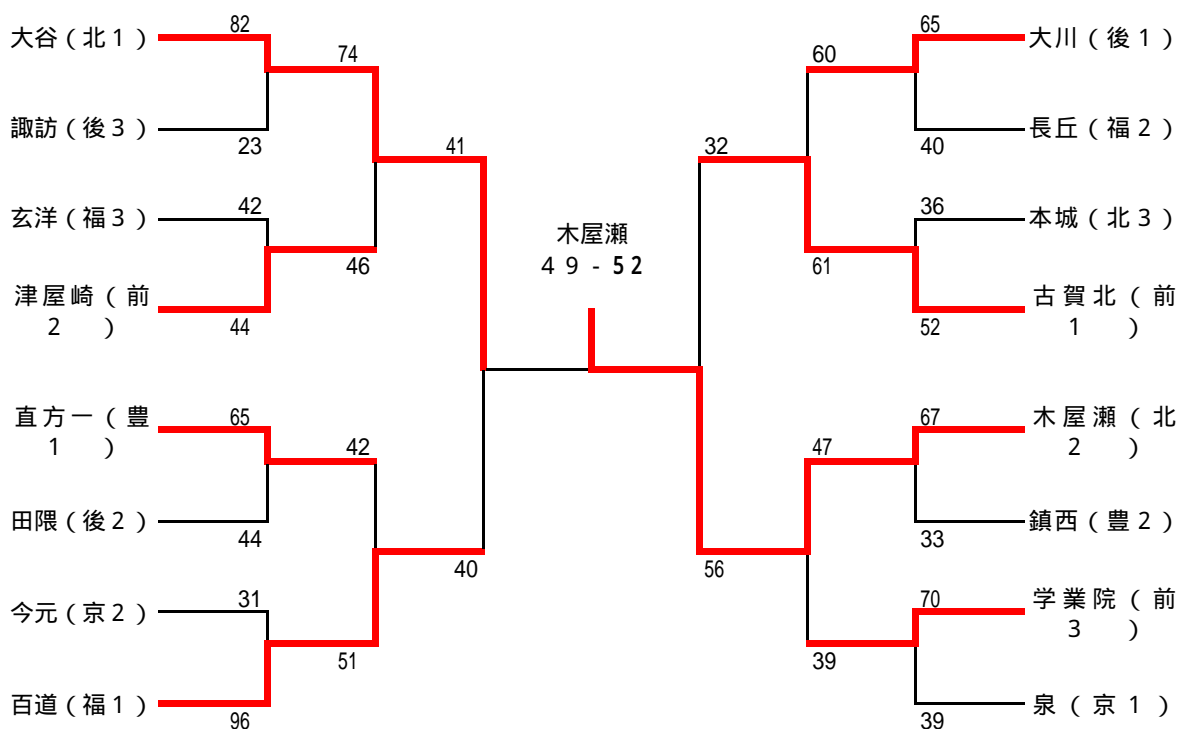 大谷（北１）
82
74
諏訪（後３）
23
41
玄洋（福３）
42
46
津屋崎（前
２　）
44
直方一（豊
１　）
65
42
田隈（後２）
44
40
今元（京２）
31
51
百道（福１）
96
木屋瀬
４９-５２
65
大川（後１）
60
長丘（福２）
40
32
36
本城（北３）
61
古賀北（前
１　）
52
67
木屋瀬（北
２　）
47
鎮西（豊２）
33
56
70
学業院（前
３　）
39
泉（京１）
39